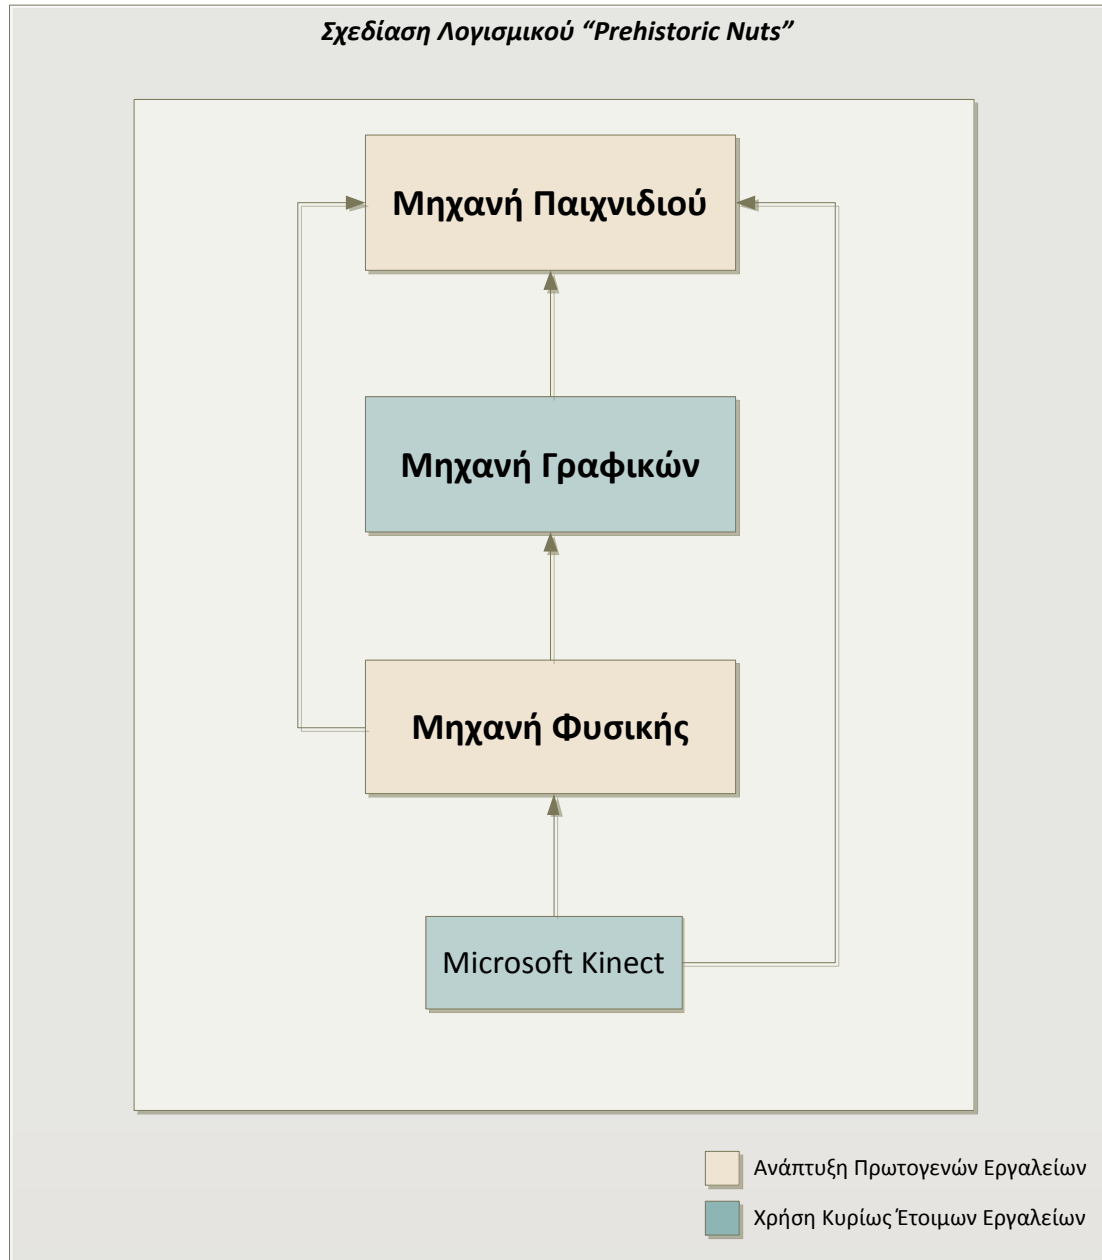 Σχεδίαση Λογισμικού “Prehistoric Nuts”
Μηχανή Παιχνιδιού
Μηχανή Γραφικών
Μηχανή Φυσικής
Microsoft Kinect
Ανάπτυξη Πρωτογενών Εργαλείων
Χρήση Κυρίως Έτοιμων Εργαλείων